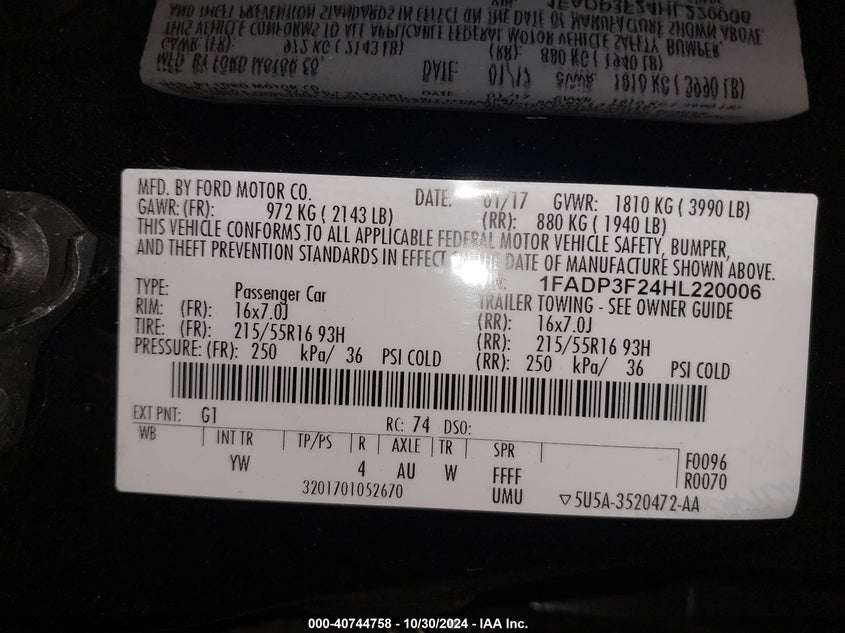 MFD. BY FORD MOTOR CO. DATE: 01/17 GVWR: 1810 KG ( 3990 LB)
GAWR: (FR): 972 KG ( 2143 LB) (RR): 880 KG ( 1940 LB)
THIS VEHICLE CONFORMS TO ALL APPLICABLE FEDERAL MOTOR VEHICLE SAFETY, BUMPER,
AND THEFT PREVENTION STANDARDS IN EFFECT ON THE DATE OF MANUFACTURE SHOWN ABOVE.
1FADP3F24HL220006
TYPE: Passenger Car TRAILER TOWING - SEE OWNER GUIDE
RIM: (FR): 16x7.0J (RR): 16x7.0J
TIRE: (FR): 215/55R16 93H (RR): 215/55R16 93H
PRESSURE: (FR): 250 kPa/ 36 PSI COLD (RR): 250 kPa/ 36 PSI COLD
EXT PNT: G1 RC: 74 DSO:
WB INT TR TP/PS R AXLE TR SPR
YW 4 AU W FFFF
UMU
F0096
R0070
3201701052670
▽5U5A-3520472-AA
000-40744758 - 10/30/2024 - IAA Inc.